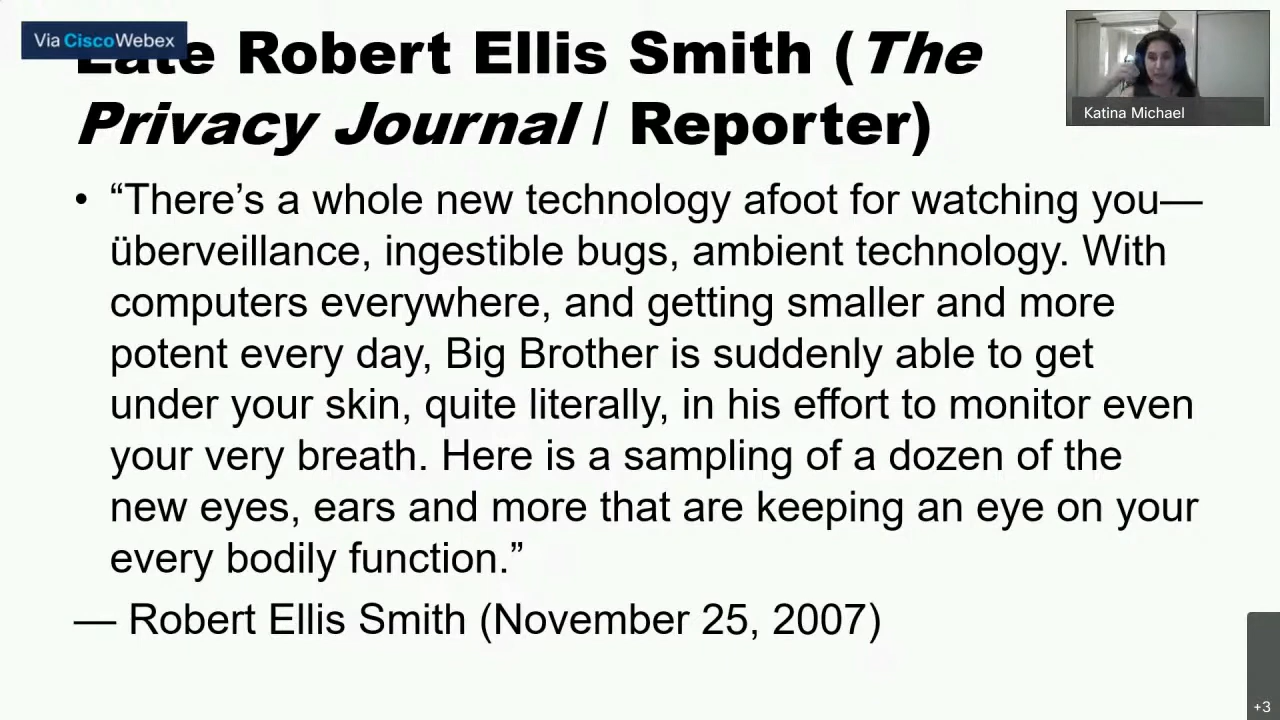 Via Cisco Webex
Late Robert Ellis Smith (The
Privacy Journal / Reporter)
Katina Michael
• “There’s a whole new technology afoot for watching you—
überveillance, ingestible bugs, ambient technology. With
computers everywhere, and getting smaller and more
potent every day, Big Brother is suddenly able to get
under your skin, quite literally, in his effort to monitor even
your very breath. Here is a sampling of a dozen of the
new eyes, ears and more that are keeping an eye on your
every bodily function.”
— Robert Ellis Smith (November 25, 2007)
+3